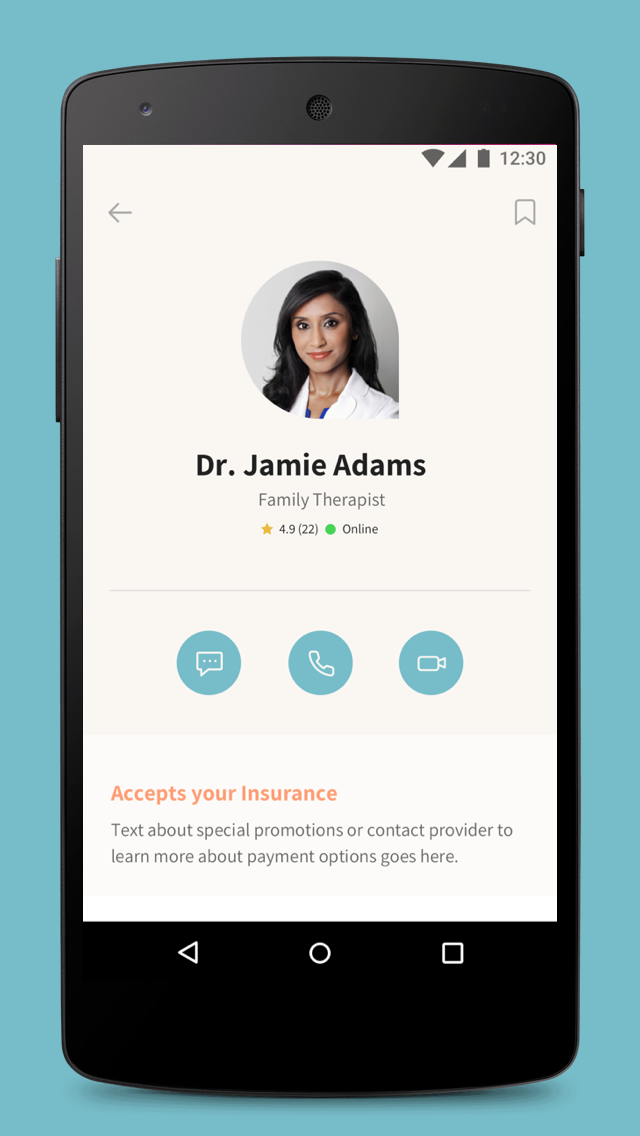 12:30
Dr. Jamie Adams
Family Therapist
4.9 (22) Online
Accepts your Insurance
Text about special promotions or contact provider to
learn more about payment options goes here.